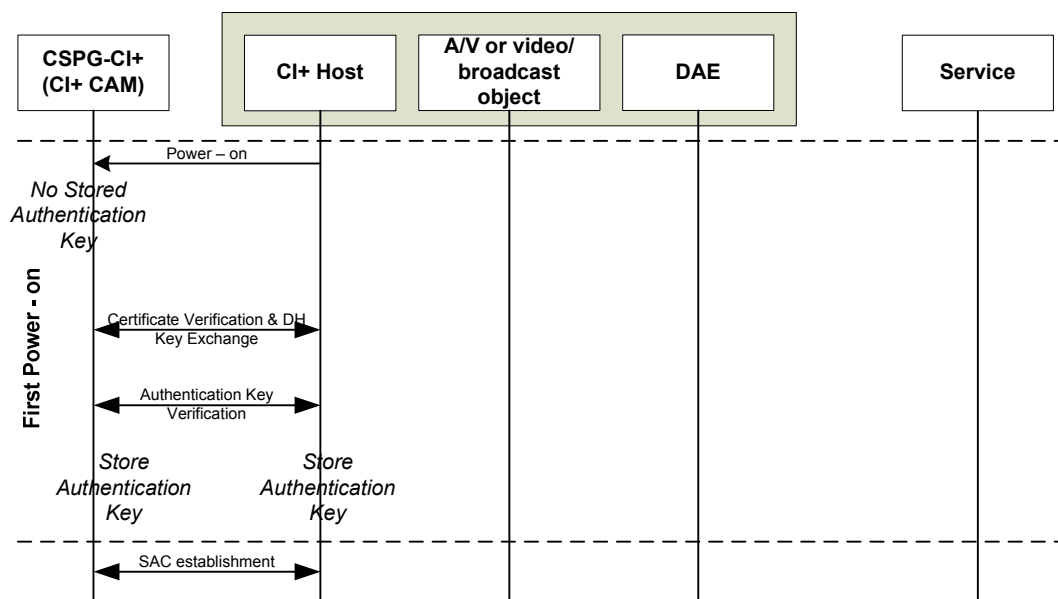 CSPG-CI+
(CI+ CAM)
CI+ Host
A/V or video/
broadcast
object
DAE
Service
Power – on
No Stored
Authentication
Key
First Power - on
Certificate Verification & DH
Key Exchange
Authentication Key
Verification
Store
Authentication
Key
Store
Authentication
Key
SAC establishment